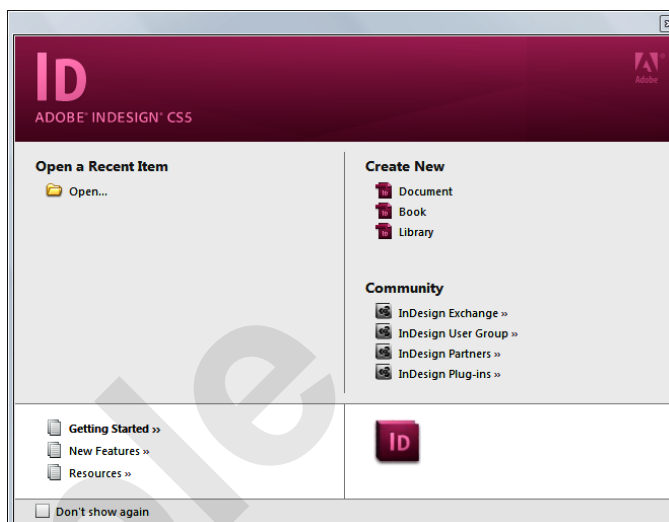 ID
ADOBE® INDESIGN® CS5
Adobe
Open a Recent Item
Open...
Create New
Document
Book
Library
Community
InDesign Exchange »
InDesign User Group »
InDesign Partners »
InDesign Plug-ins »
Getting Started »
New Features »
Resources »
ID
Don't show again